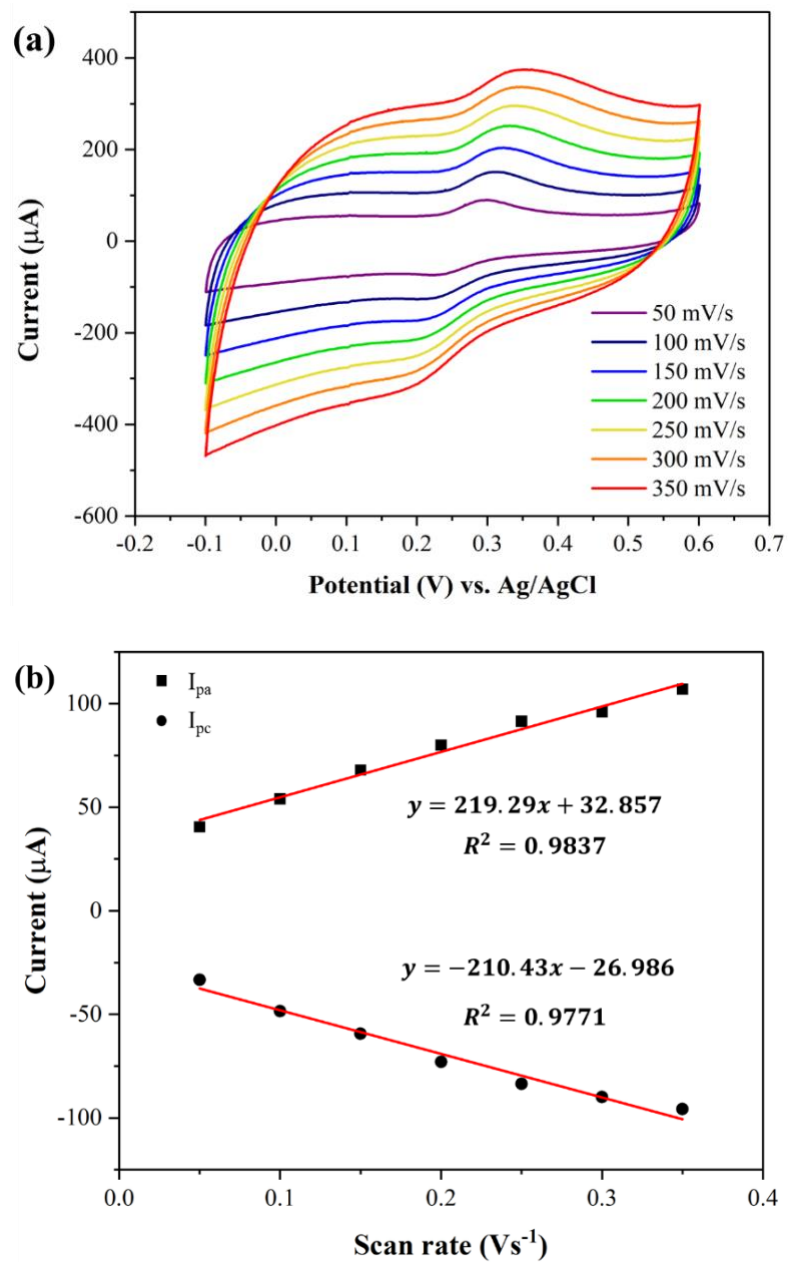 (a)
Current (μA)
400
200
0
-200
-400
-600
50 mV/s
100 mV/s
150 mV/s
200 mV/s
250 mV/s
300 mV/s
350 mV/s
-0.2 -0.1 0.0 0.1 0.2 0.3 0.4 0.5 0.6 0.7
Potential (V) vs. Ag/AgCl
(b)
I_pa
I_pc
Current (μA)
100
50
0
-50
-100
y = 219.29x + 32.857
R² = 0.9837
y = −210.43x − 26.986
R² = 0.9771
0.0 0.1 0.2 0.3 0.4
Scan rate (Vs⁻¹)